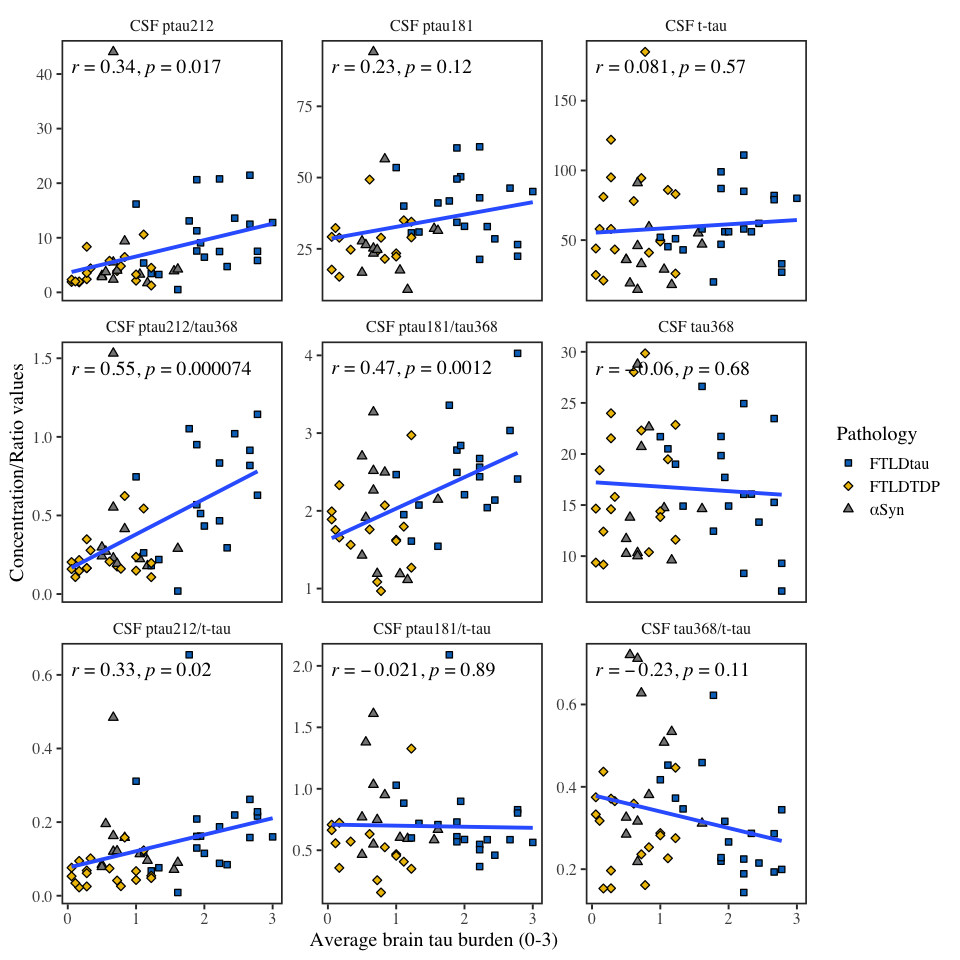 CSF ptau212 CSF ptau181 CSF t-tau
r = 0.34, p = 0.017 r = 0.23, p = 0.12 r = 0.081, p = 0.57
40 30 20 10 0
75 50 25
150 100 50
CSF ptau212/tau368 CSF ptau181/tau368 CSF tau368
r = 0.55, p = 0.000074 r = 0.47, p = 0.0012 r = −0.06, p = 0.68
1.5 1.0 0.5 0.0
4 3 2 1
30 25 20 15 10
Concentration/Ratio values
CSF ptau212/t-tau CSF ptau181/t-tau CSF tau368/t-tau
r = 0.33, p = 0.02 r = −0.021, p = 0.89 r = −0.23, p = 0.11
0.6 0.4 0.2 0.0
2.0 1.5 1.0 0.5
0.6 0.4 0.2
0 1 2 3 0 1 2 3 0 1 2 3
Average brain tau burden (0-3)
Pathology
FTLDtau
FTLDTDP
αSyn